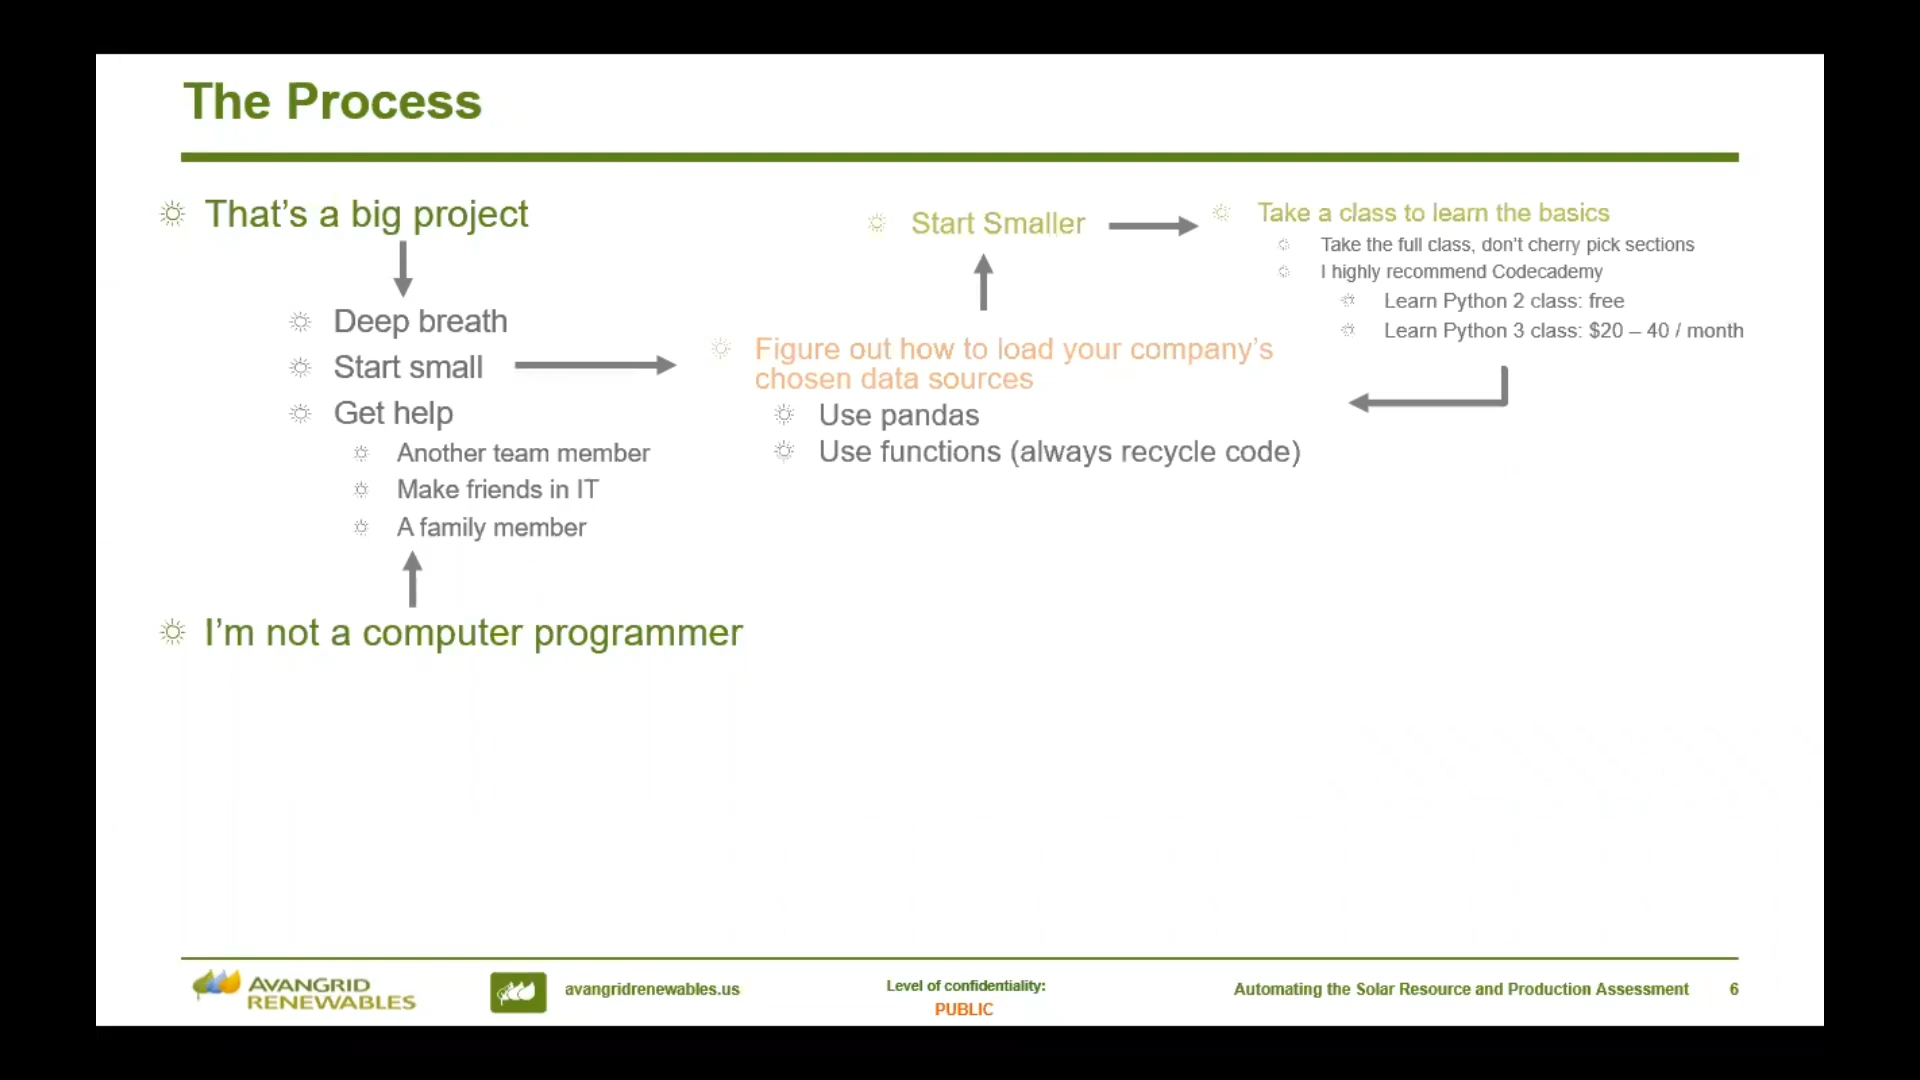 The Process
That's a big project
Deep breath
Start small
Get help
Another team member
Make friends in IT
A family member
I'm not a computer programmer
Figure out how to load your company's
chosen data sources
Use pandas
Use functions (always recycle code)
Start Smaller
Take a class to learn the basics
Take the full class, don't cherry pick sections
I highly recommend Codecademy
Learn Python 2 class: free
Learn Python 3 class: $20 – 40 / month
AVANGRID
RENEWABLES
avangridrenewables.us
Level of confidentiality:
PUBLIC
Automating the Solar Resource and Production Assessment
6